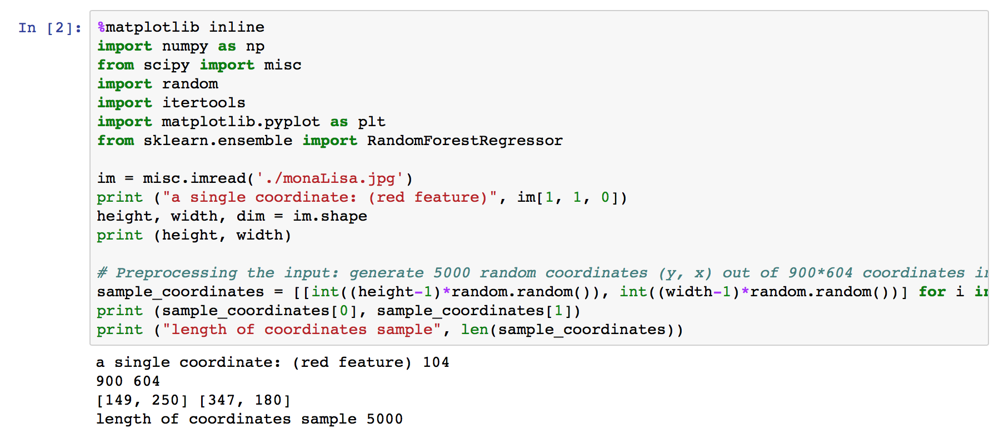 In [2]:
%matplotlib inline
import numpy as np
from scipy import misc
import random
import itertools
import matplotlib.pyplot as plt
from sklearn.ensemble import RandomForestRegressor
im = misc.imread('./monaLisa.jpg')
print ("a single coordinate: (red feature)", im[1, 1, 0])
height, width, dim = im.shape
print (height, width)
# Preprocessing the input: generate 5000 random coordinates (y, x) out of 900*604 coordinates
sample_coordinates = [[int((height-1)*random.random()), int((width-1)*random.random())] for i in
print (sample_coordinates[0], sample_coordinates[1])
print ("length of coordinates sample", len(sample_coordinates))
a single coordinate: (red feature) 104
900 604
[149, 250] [347, 180]
length of coordinates sample 5000